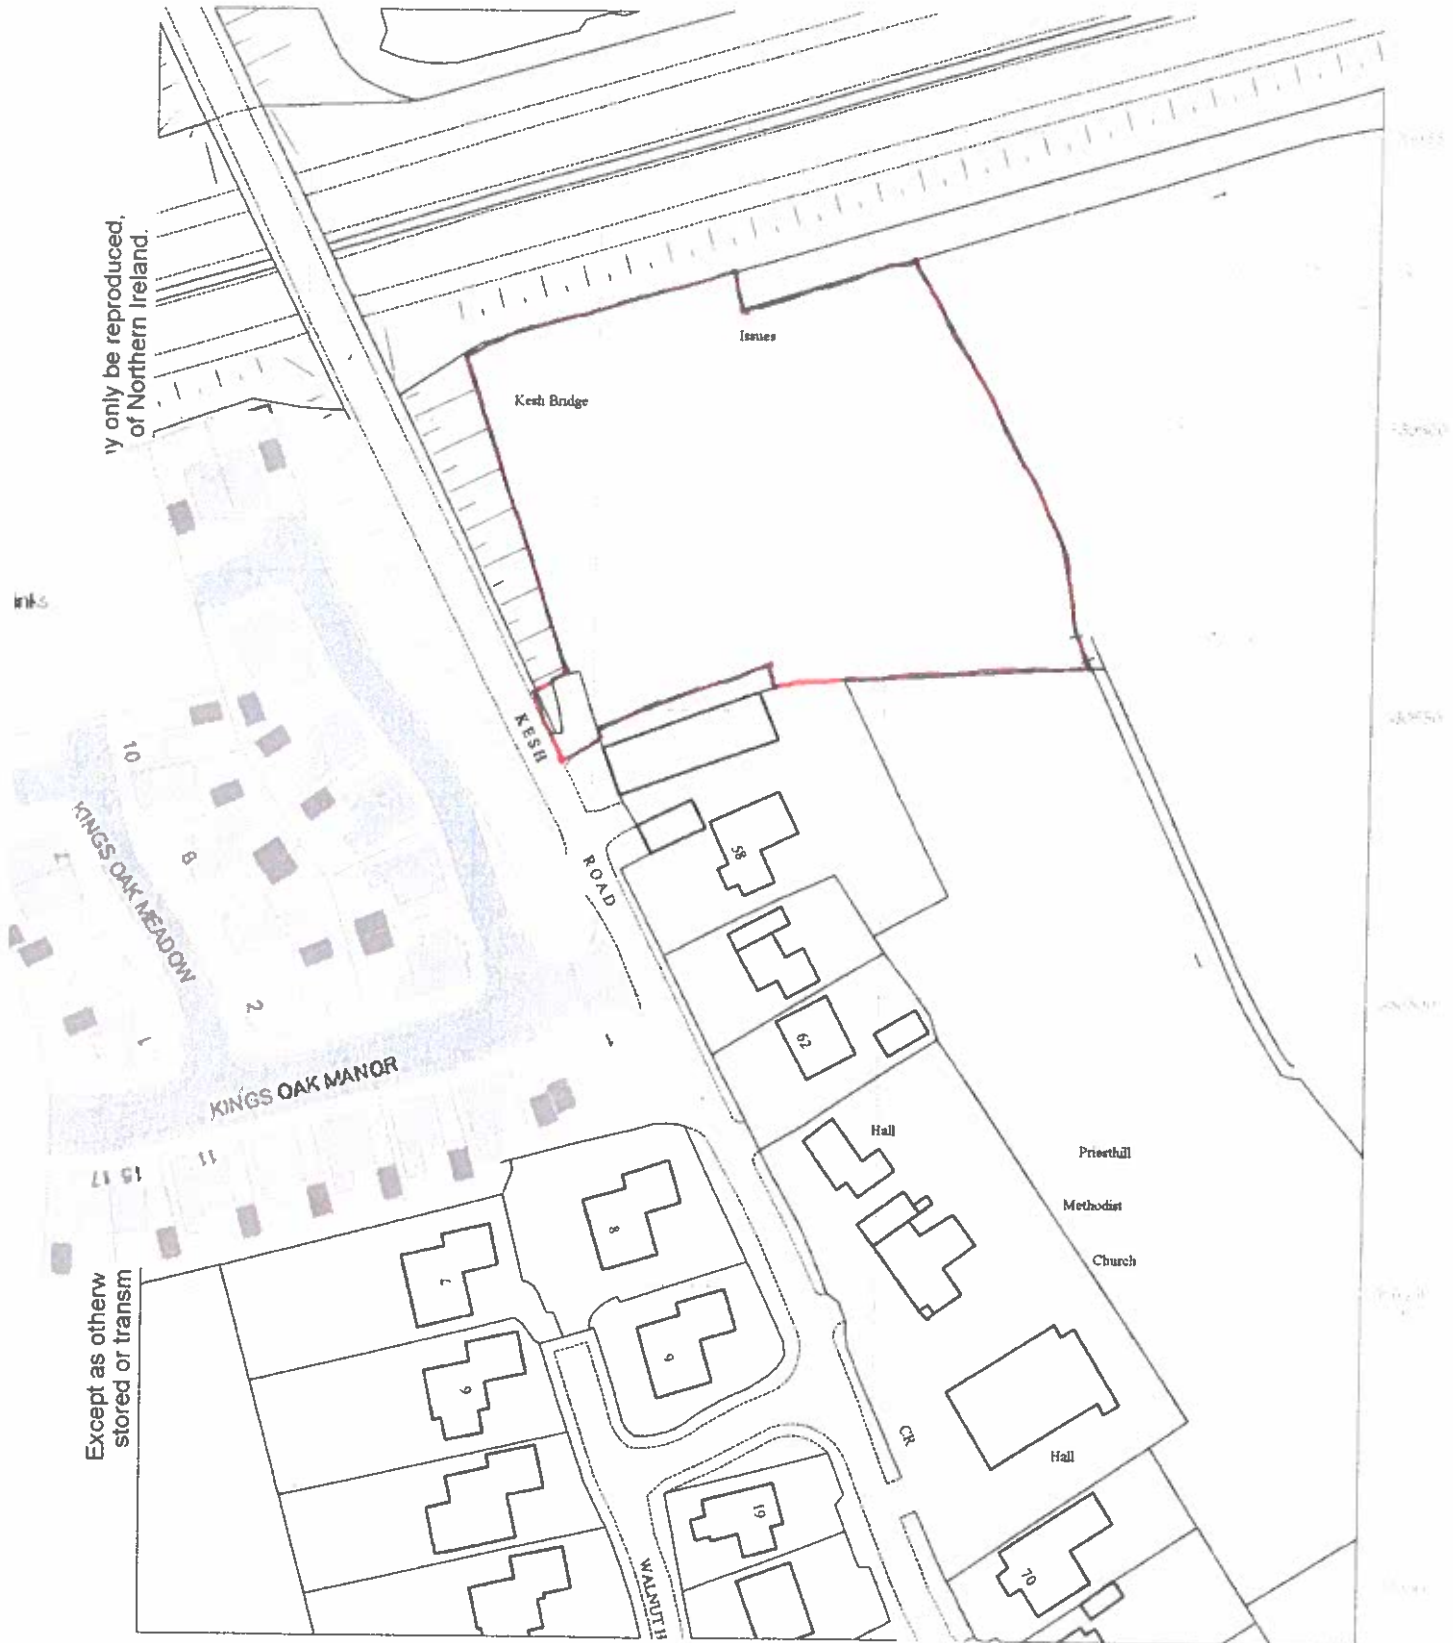 y only be reproduced,
of Northern Ireland.
Issues
Kesh Bridge
KESH
ROAD
10
8
2
1
KINGS OAK MEADOW
KINGS OAK MANOR
58
62
1
Hall
Priesthill
Methodist
Church
11
15 17
8
7
9
9
CR
Hall
19
70
WALNUT H
Except as otherw
stored or transm